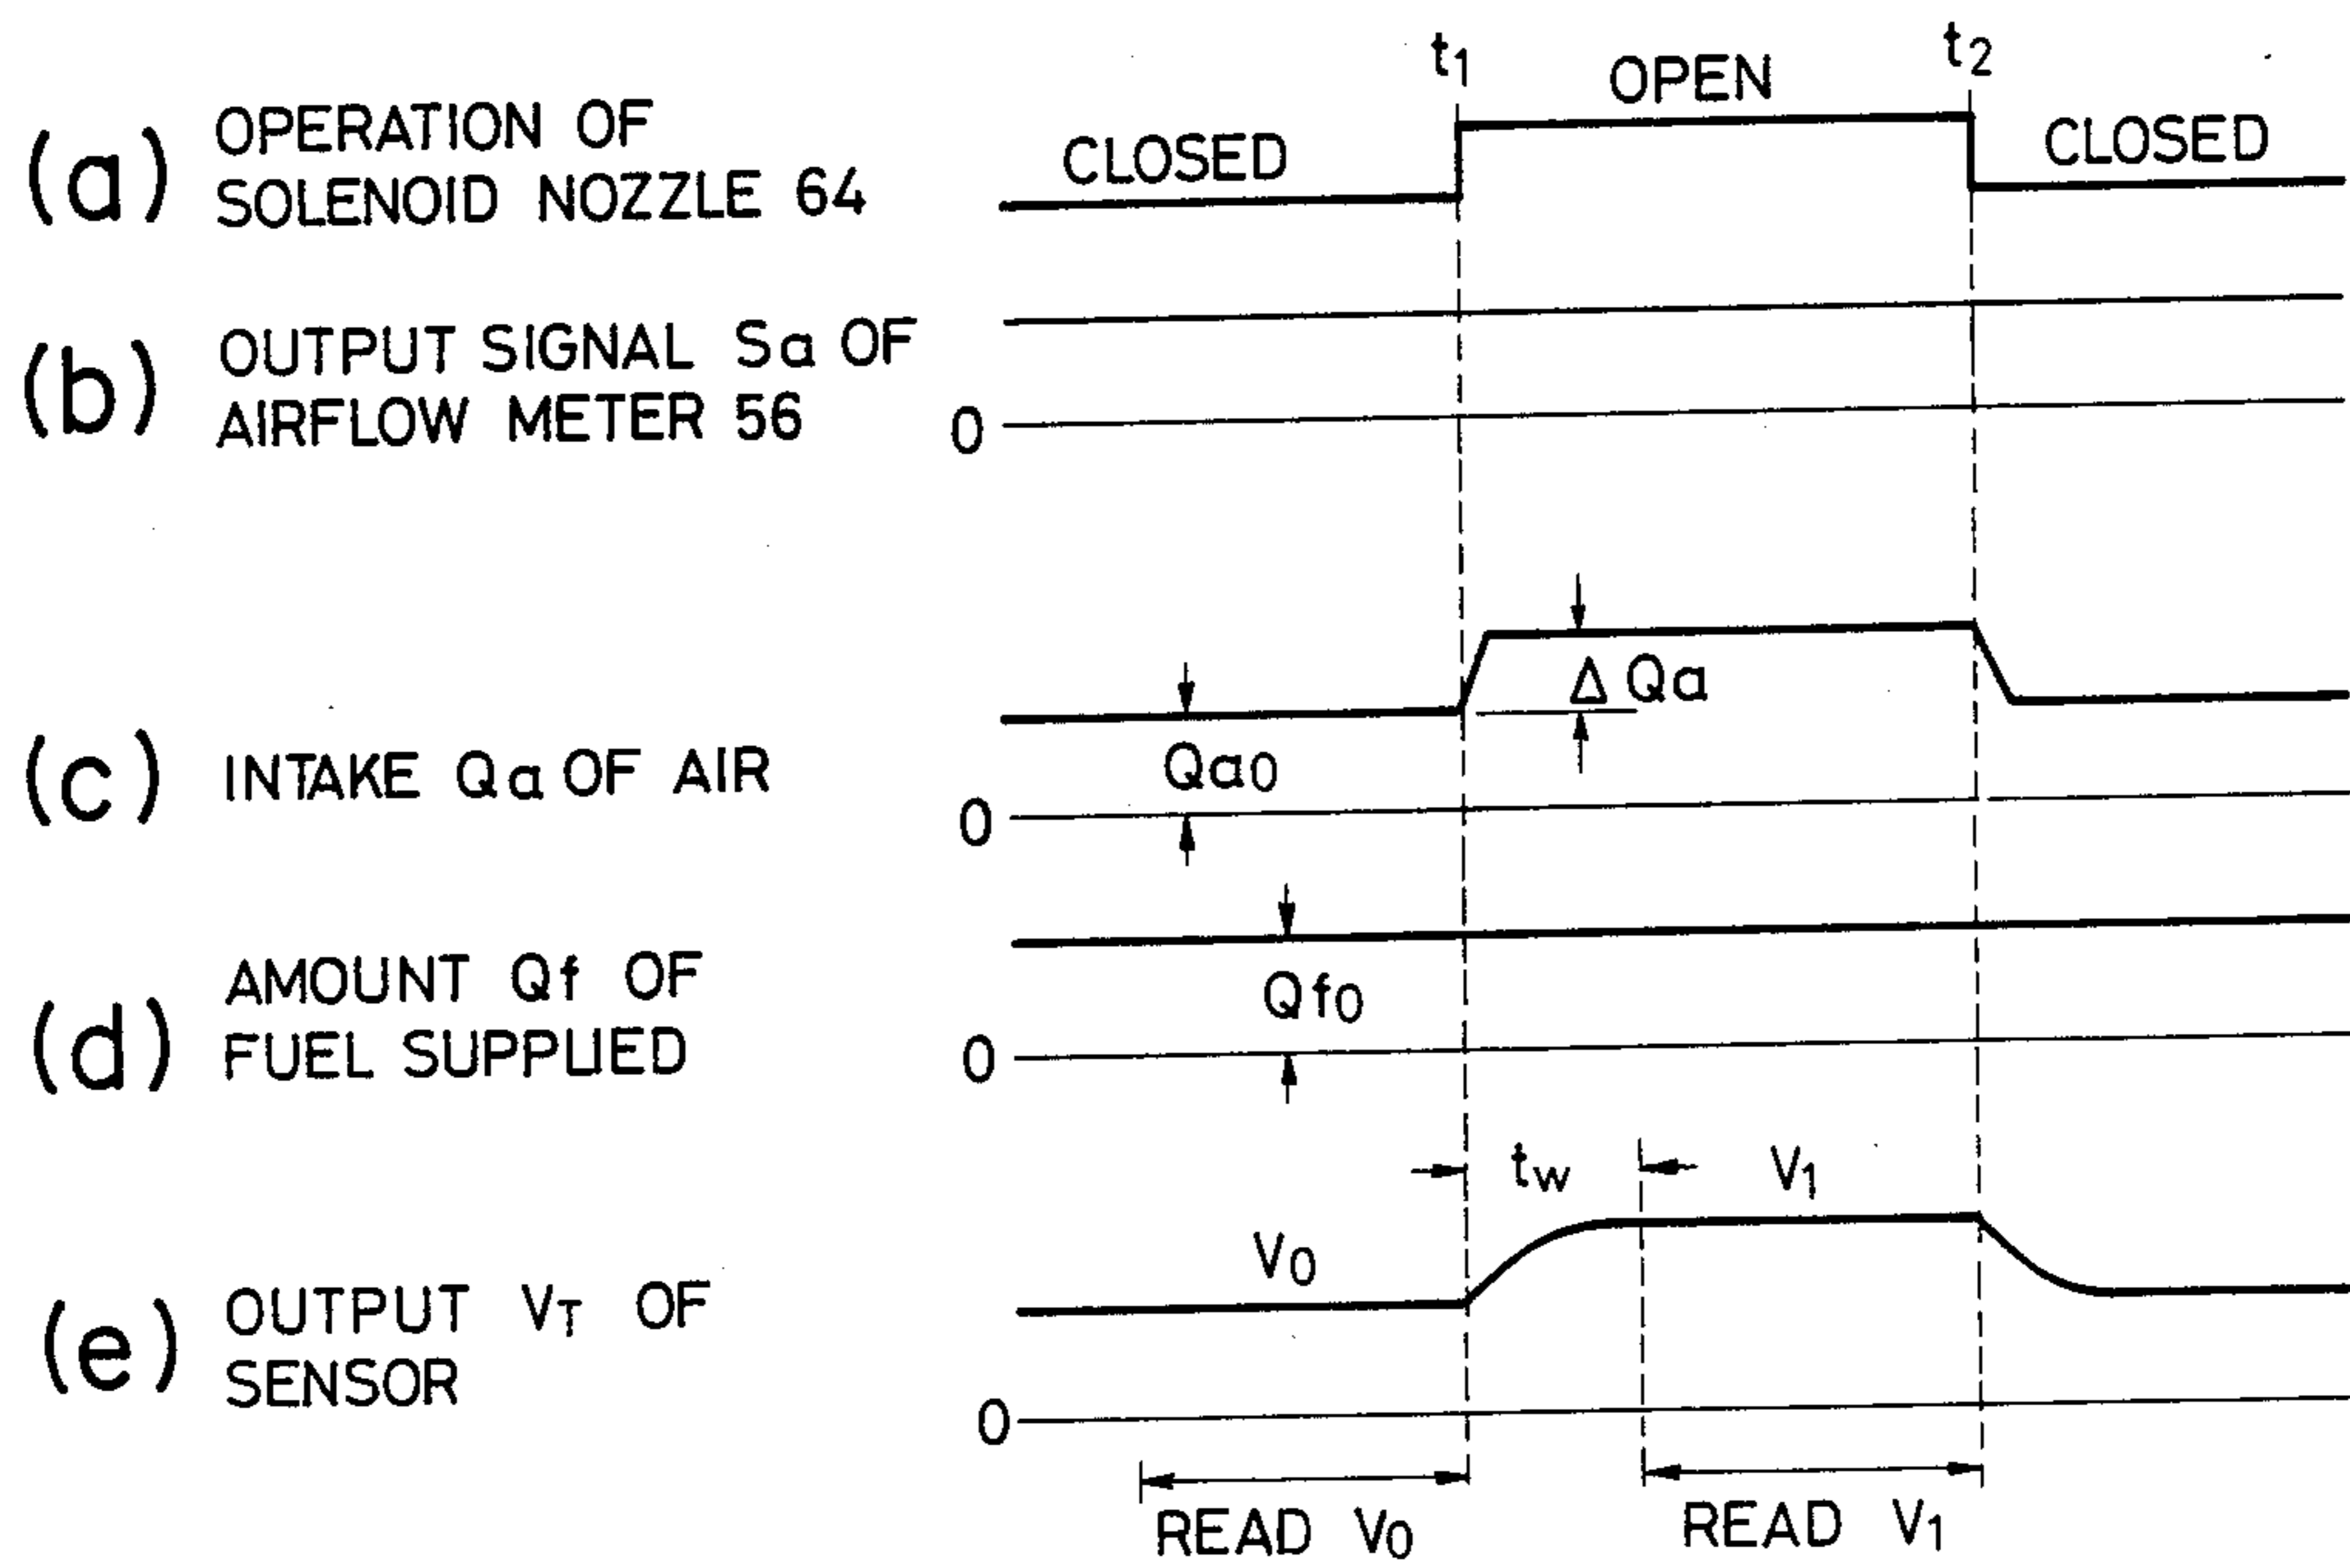 t1
t2
(a) OPERATION OF
SOLENOID NOZZLE 64
CLOSED
OPEN
CLOSED
(b) OUTPUT SIGNAL Sa OF
AIRFLOW METER 56
0
(c) INTAKE Qa OF AIR
Qa0
Δ Qa
0
(d) AMOUNT Qf OF
FUEL SUPPLIED
Qf0
0
(e) OUTPUT VT OF
SENSOR
V0
tw
V1
0
READ V0
READ V1